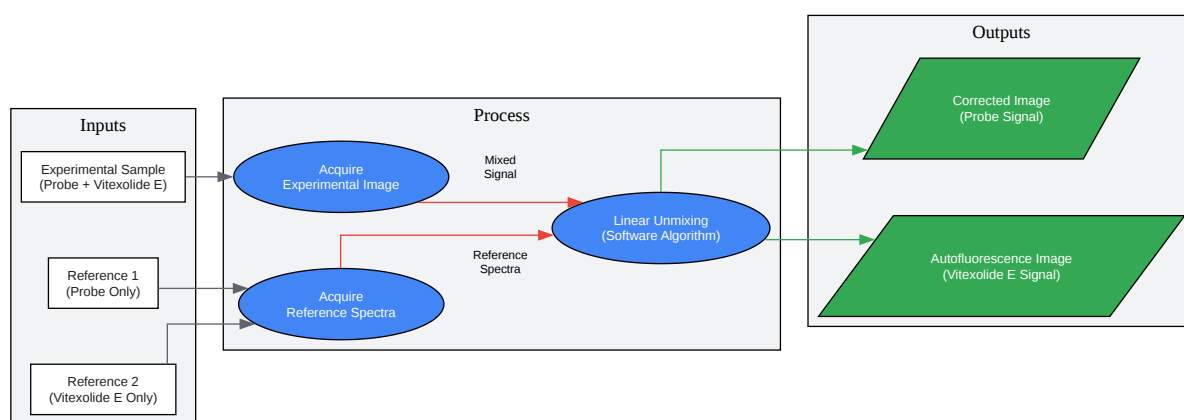 Inputs
Experimental Sample
(Probe + Vitexolide E)
Reference 1
(Probe Only)
Reference 2
(Vitexolide E Only)
Process
Acquire
Experimental Image
Mixed
Signal
Acquire
Reference Spectra
Reference
Spectra
Linear Unmixing
(Software Algorithm)
Outputs
Corrected Image
(Probe Signal)
Autofluorescence Image
(Vitexolide E Signal)